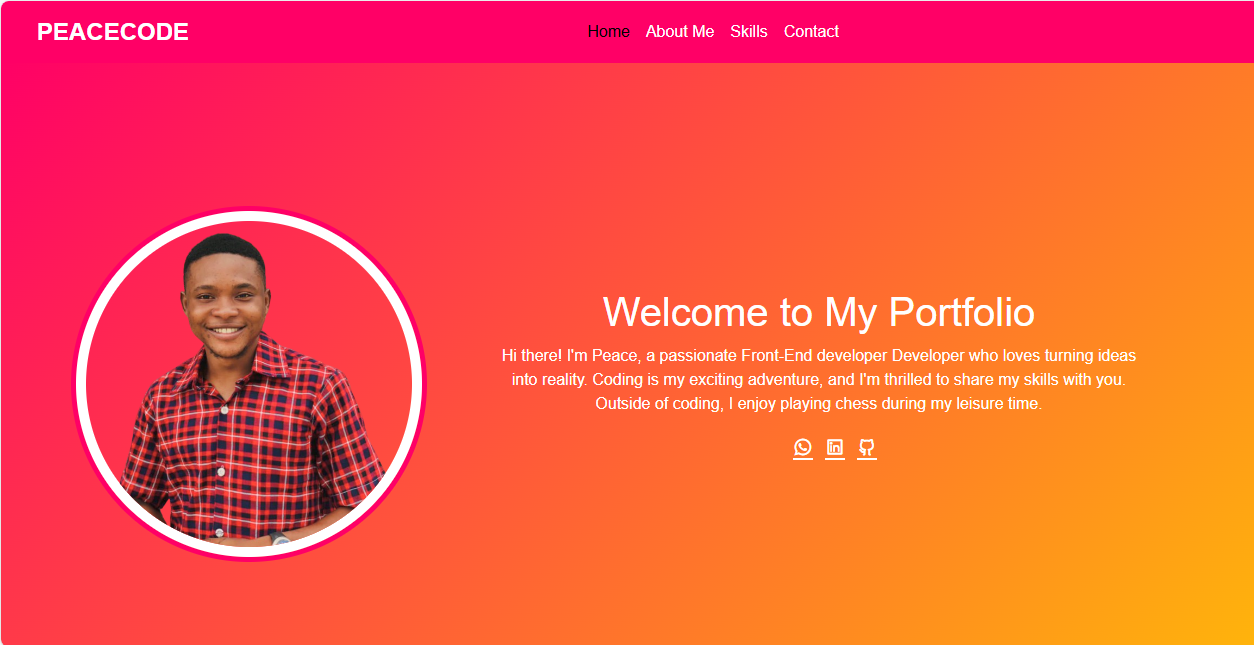 PEACECODE
Home About Me Skills Contact
Welcome to My Portfolio
Hi there! I'm Peace, a passionate Front-End developer Developer who loves turning ideas
into reality. Coding is my exciting adventure, and I'm thrilled to share my skills with you.
Outside of coding, I enjoy playing chess during my leisure time.
in